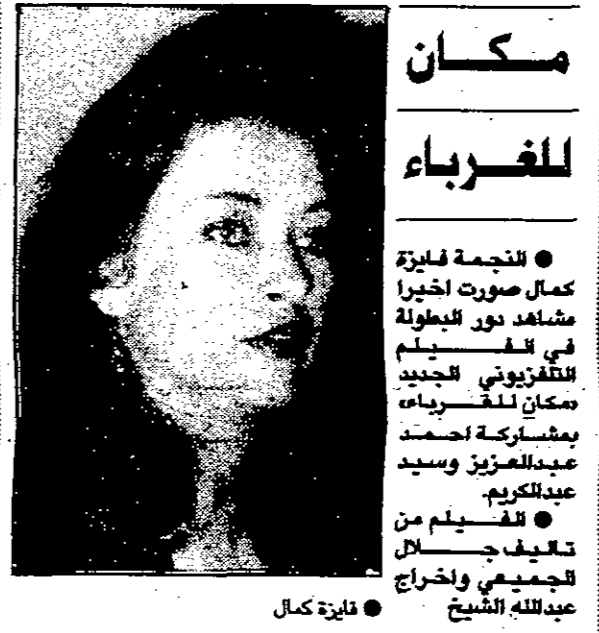 مكان
للغرباء
● النجمة فايزة
كمال صورت اخيرا
مشاهد دور البطولة
في الفيلم
التلفزيوني الجديد
«مكان للغرباء»
بمشاركة احمد
عبدالعزيز وسيد
عبدالكريم.
● الفيلم من
تاليف جلال
الجميعي واخراج
عبدالله الشيخ
● فايزة كمال